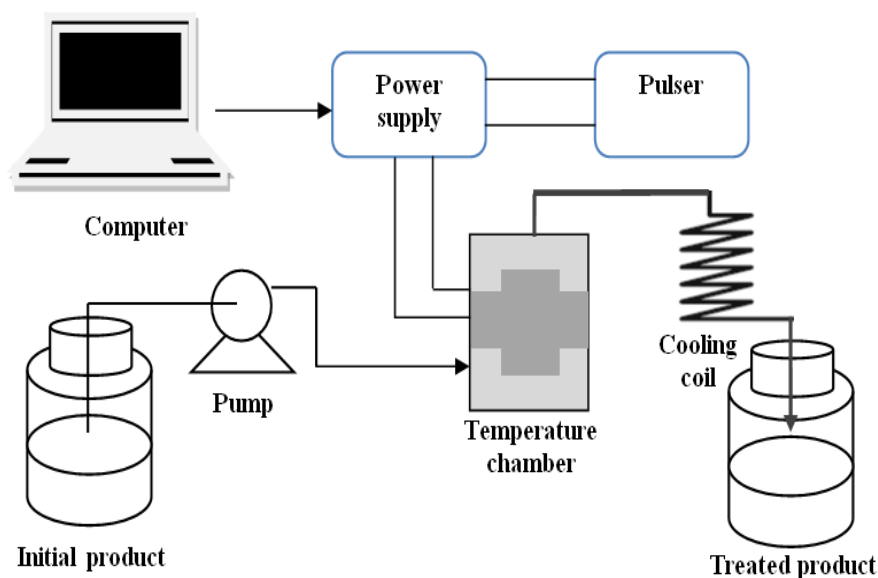 Power
supply
Pulser
Computer
Pump
Cooling
coil
Temperature
chamber
Initial product
Treated product